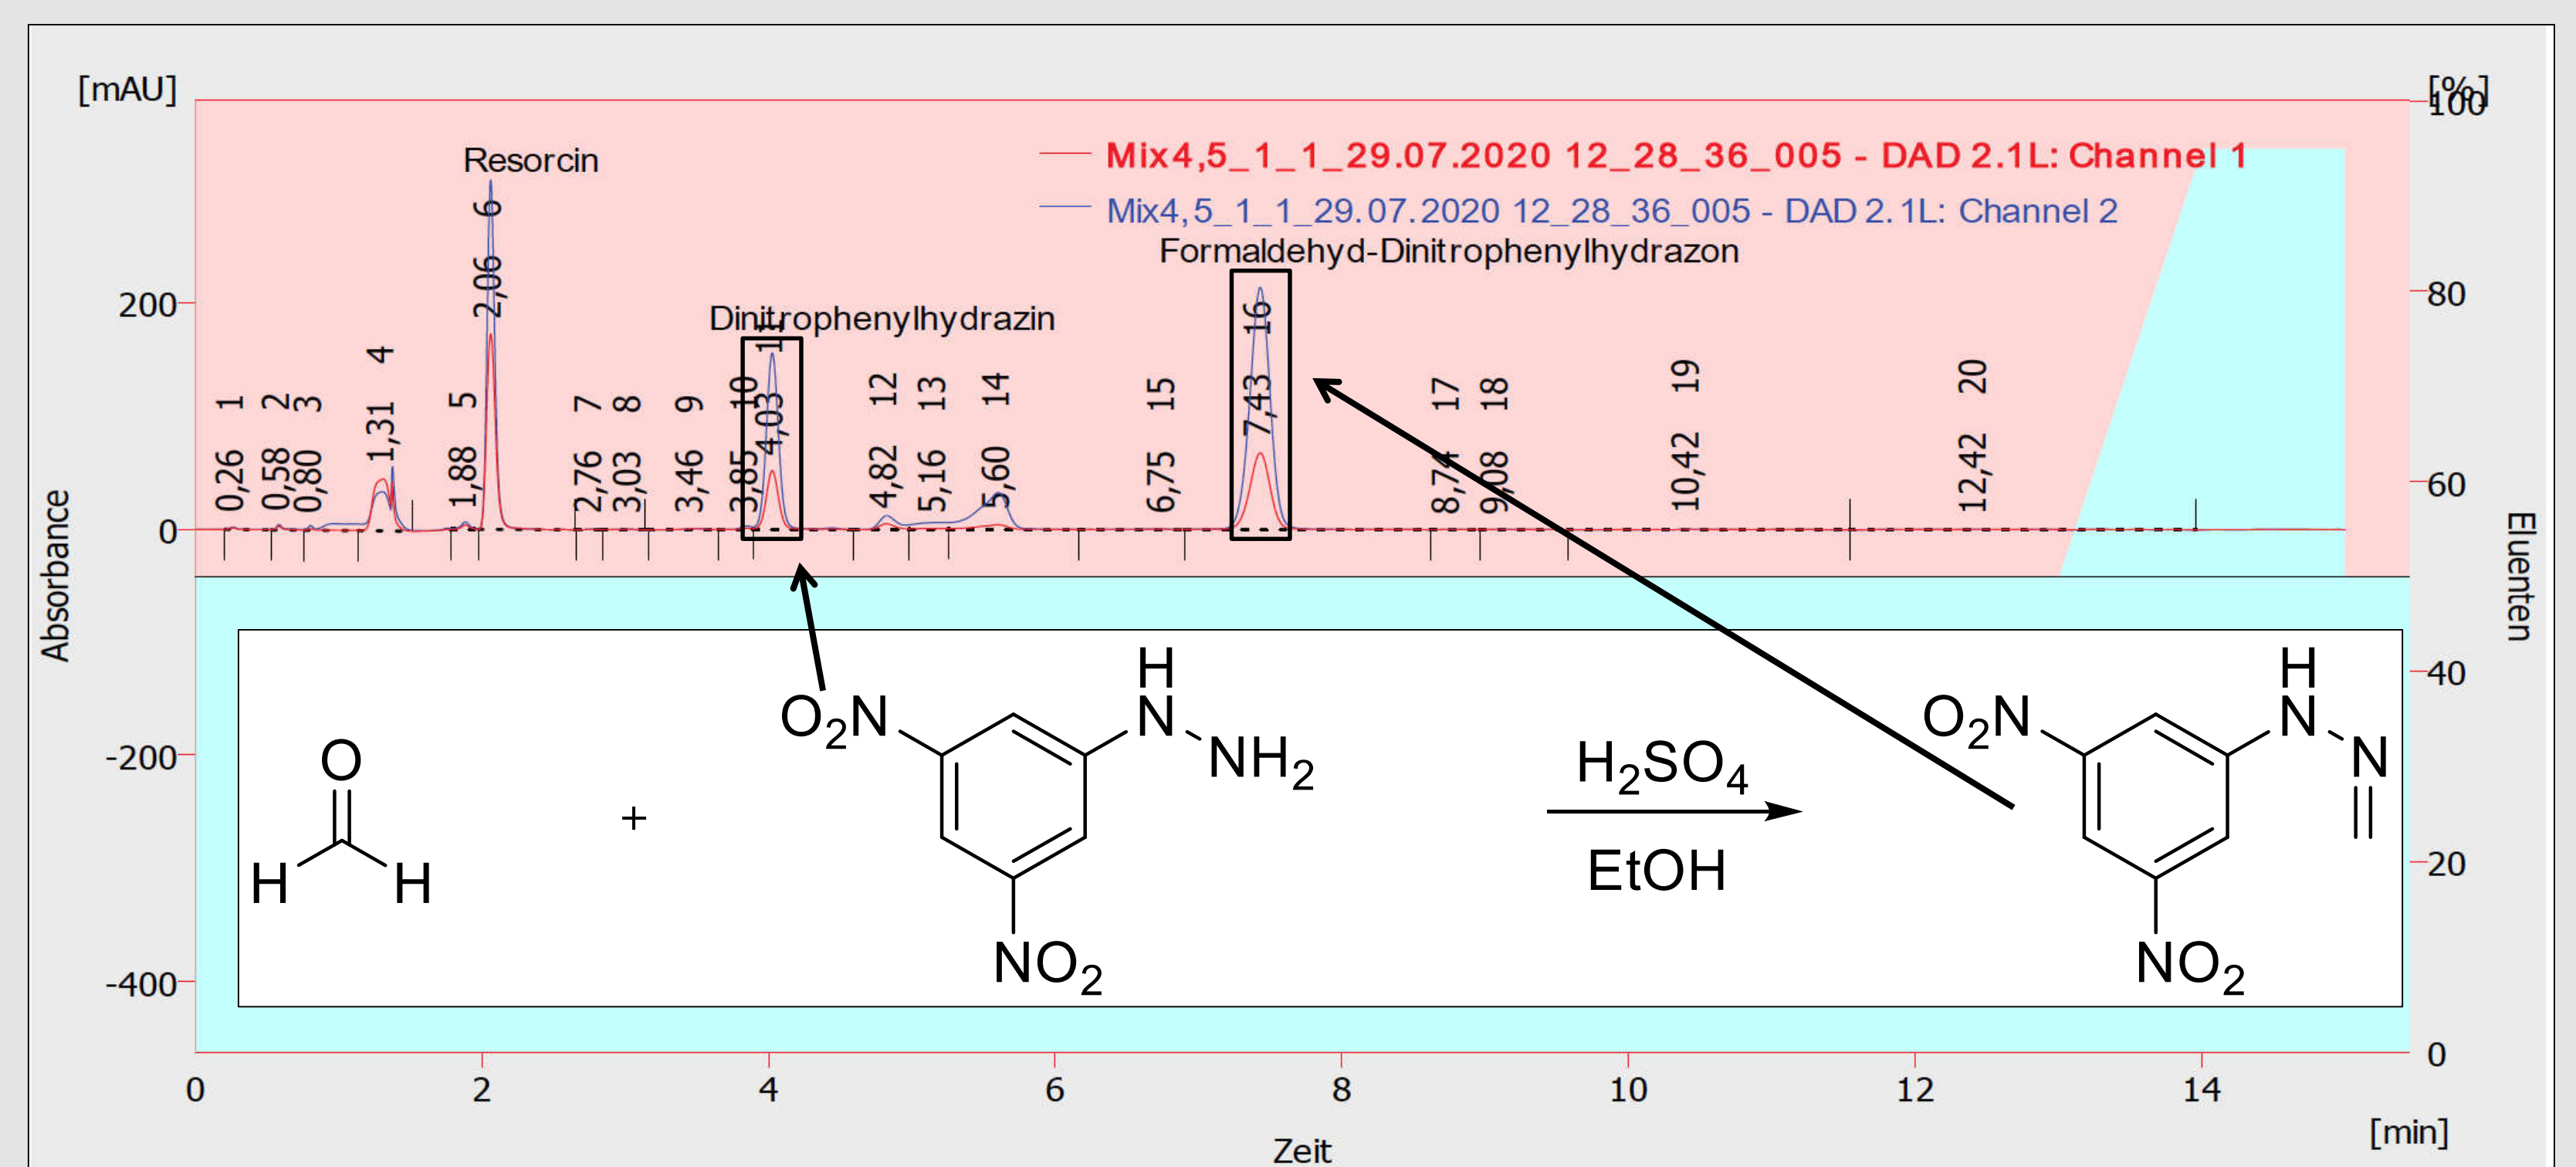 [mAU]
[%]
100
Resorcin
Mix4,5_1_1_29.07.2020 12_28_36_005 - DAD 2.1L: Channel 1
Mix4,5_1_1_29.07.2020 12_28_36_005 - DAD 2.1L: Channel 2
Formaldehyd-Dinitrophenylhydrazon
Dinitrophenylhydrazin
200
0
-200
-400
80
60
40
20
0
0,26 1
0,58 2
0,80 3
1,31 4
1,88 5
2,06 6
2,76 7
3,03 8
3,46 9
3,85 10
4,03 11
4,82 12
5,16 13
5,60 14
6,75 15
7,43 16
8,74 17
9,08 18
10,42 19
12,42 20
Absorbance
Eluenten
O
H H
+
O2N
H
N
NH2
NO2
H2SO4
EtOH
O2N
H
N
N
NO2
0 2 4 6 8 10 12 14
[min]
Zeit